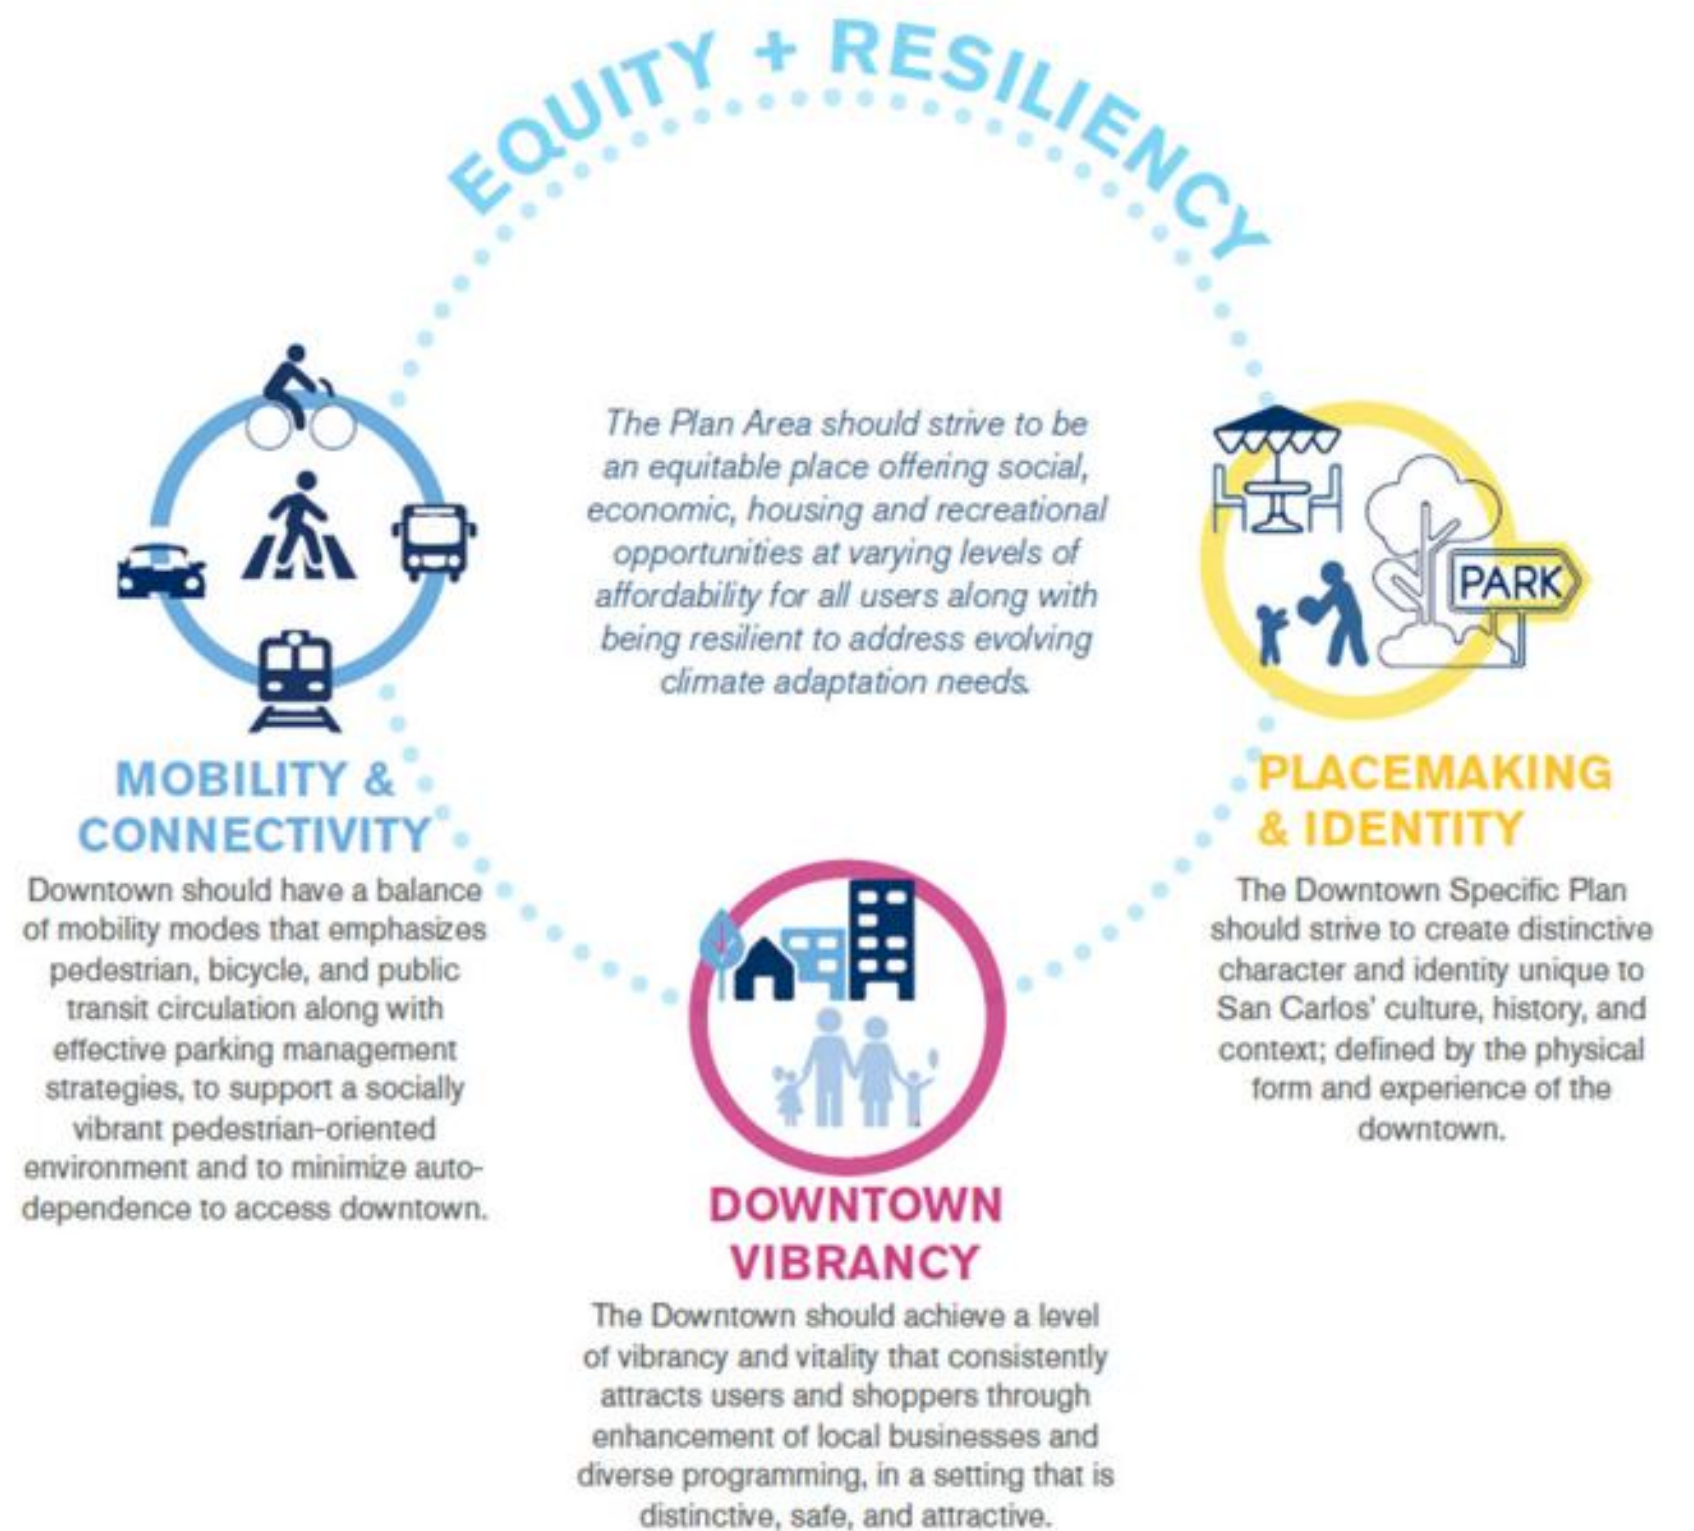 EQUITY + RESILIENCY
The Plan Area should strive to be
an equitable place offering social,
economic, housing and recreational
opportunities at varying levels of
affordability for all users along with
being resilient to address evolving
climate adaptation needs.
PARK
MOBILITY &
CONNECTIVITY
Downtown should have a balance
of mobility modes that emphasizes
pedestrian, bicycle, and public
transit circulation along with
effective parking management
strategies, to support a socially
vibrant pedestrian-oriented
environment and to minimize auto-
dependence to access downtown.
PLACEMAKING
& IDENTITY
The Downtown Specific Plan
should strive to create distinctive
character and identity unique to
San Carlos' culture, history, and
context; defined by the physical
form and experience of the
downtown.
DOWNTOWN
VIBRANCY
The Downtown should achieve a level
of vibrancy and vitality that consistently
attracts users and shoppers through
enhancement of local businesses and
diverse programming, in a setting that is
distinctive, safe, and attractive.